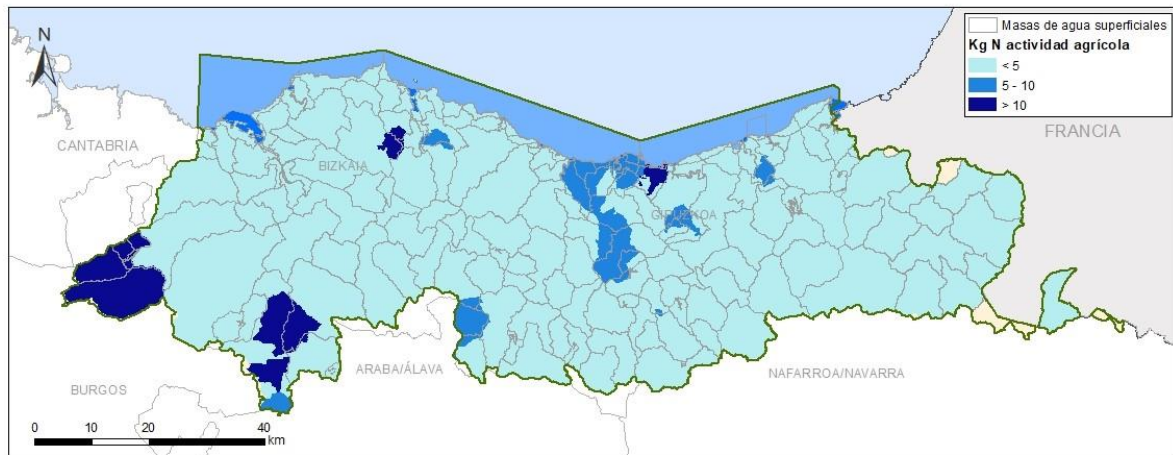 Masas de agua superficiales
Kg N actividad agrícola
< 5
5 - 10
> 10
N
FRANCIA
CANTABRIA
BIZKAIA
GIPUZKOA
ARABA/ÁLAVA
NAFARROA/NAVARRA
BURGOS
0 10 20 40
km